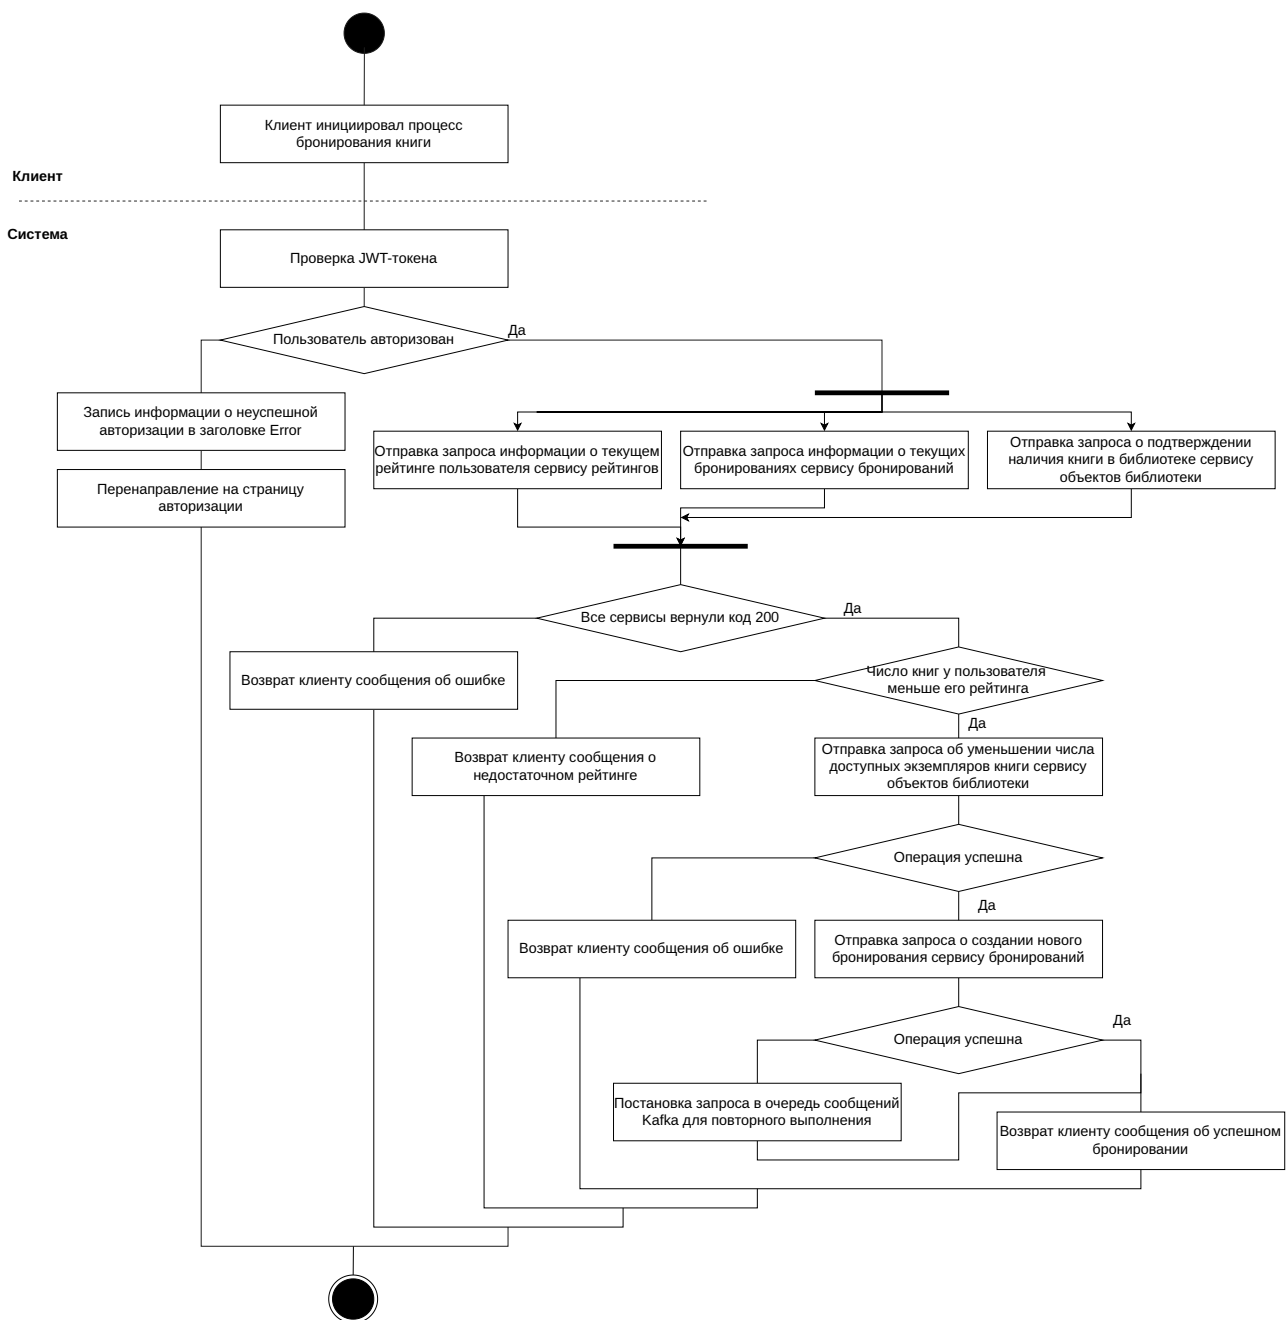 Клиент инициировал процесс
бронирования книги
Клиент
Система
Проверка JWT-токена
Пользователь авторизован
Да
Запись информации о неуспешной
авторизации в заголовке Error
Перенаправление на страницу
авторизации
Отправка запроса информации о текущем
рейтинге пользователя сервису рейтингов
Отправка запроса информации о текущих
бронированиях сервису бронирований
Отправка запроса о подтверждении
наличия книги в библиотеке сервису
объектов библиотеки
Все сервисы вернули код 200
Да
Возврат клиенту сообщения об ошибке
Число книг у пользователя
меньше его рейтинга
Да
Возврат клиенту сообщения о
недостаточном рейтинге
Отправка запроса об уменьшении числа
доступных экземпляров книги сервису
объектов библиотеки
Операция успешна
Да
Возврат клиенту сообщения об ошибке
Отправка запроса о создании нового
бронирования сервису бронирований
Операция успешна
Да
Постановка запроса в очередь сообщений
Kafka для повторного выполнения
Возврат клиенту сообщения об успешном
бронировании